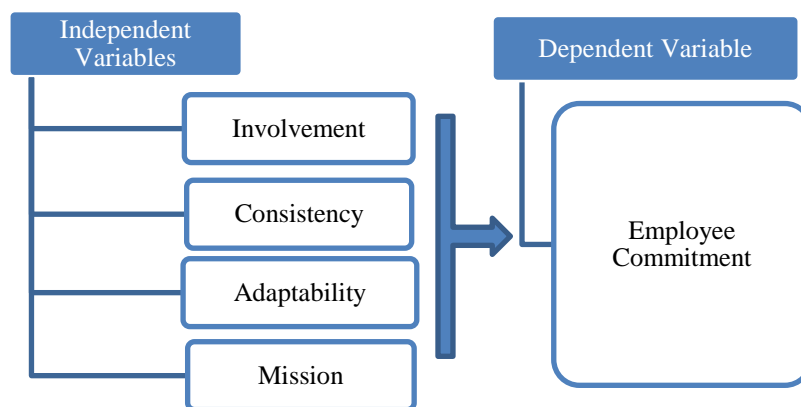 Independent
Variables
Dependent Variable
Involvement
Consistency
Adaptability
Mission
Employee
Commitment